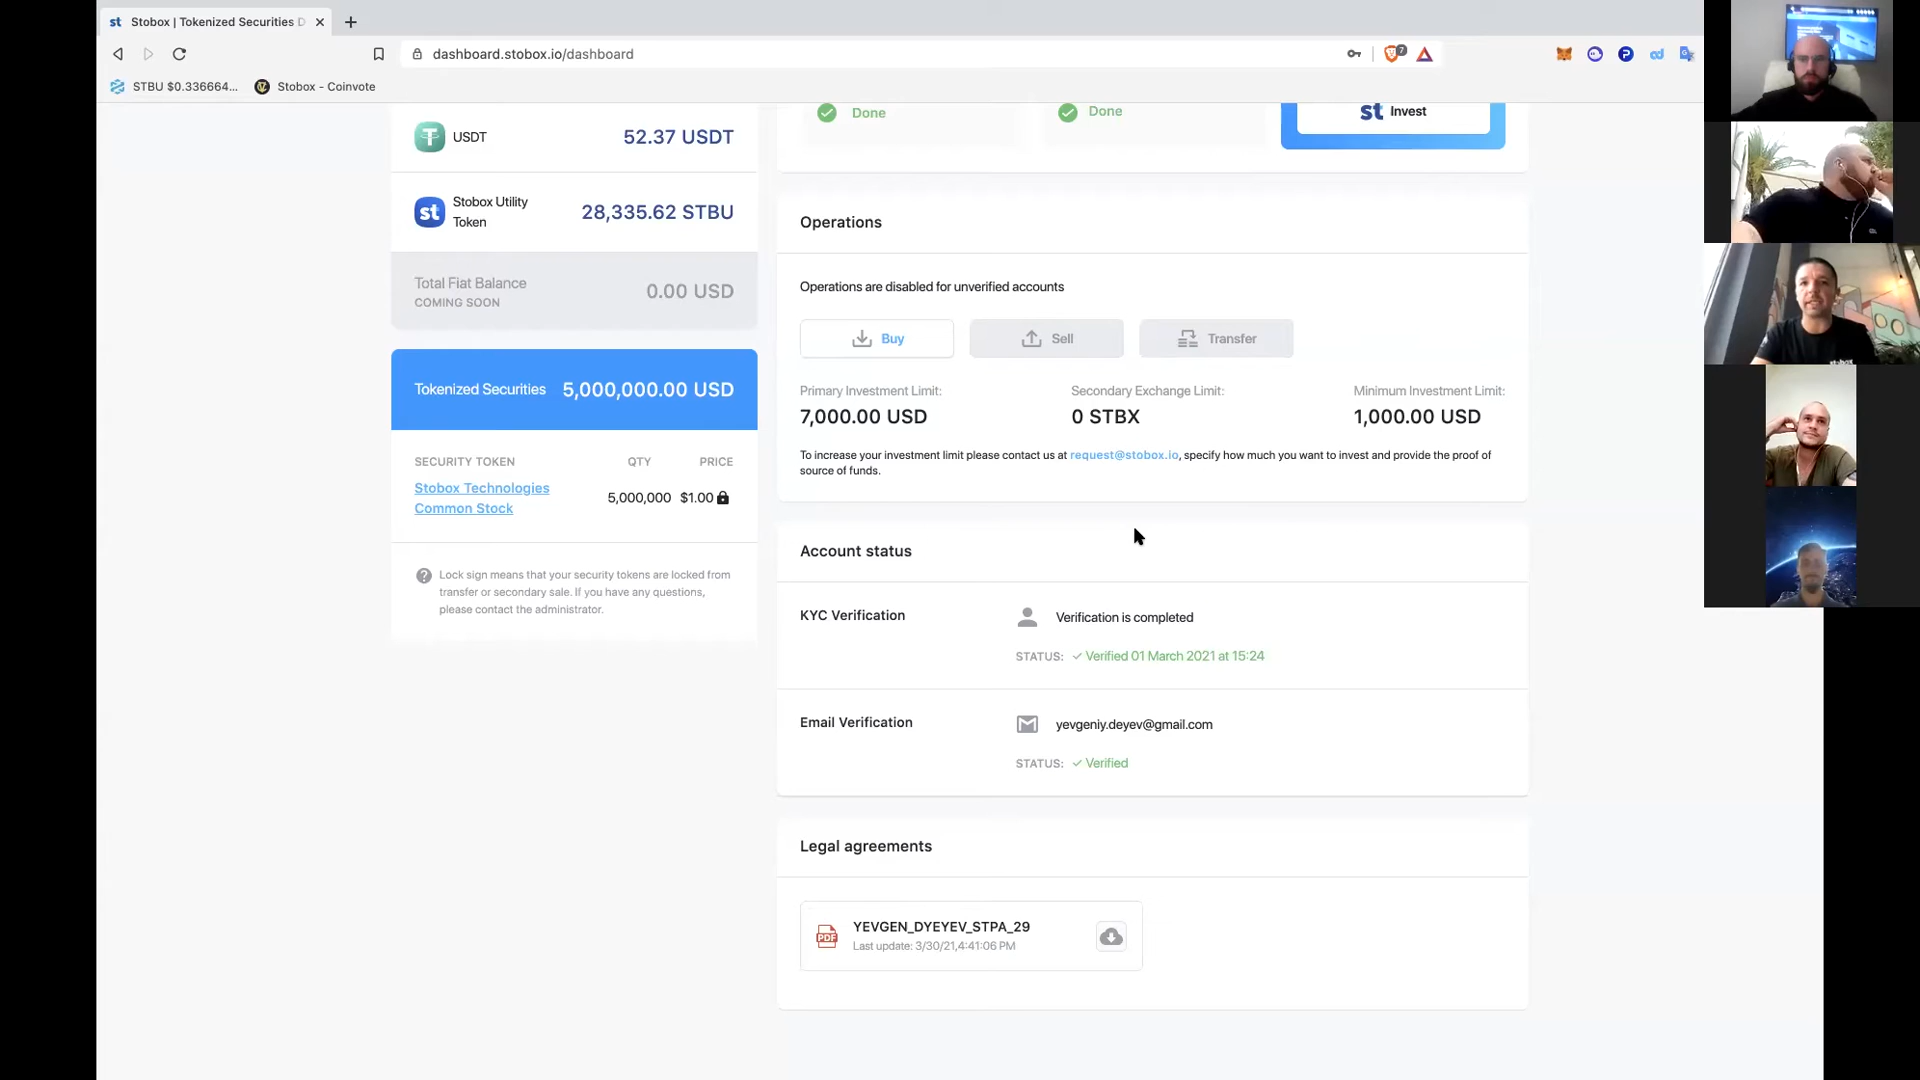 Stobox | Tokenized Securities D
dashboard.stobox.io/dashboard
7
STBU $0.336664...
Stobox - Coinvote
USDT
52.37 USDT
Stobox Utility
Token
28,335.62 STBU
Total Fiat Balance
COMING SOON
0.00 USD
Tokenized Securities
5,000,000.00 USD
SECURITY TOKEN
QTY
PRICE
Stobox Technologies
Common Stock
5,000,000
$1.00
Lock sign means that your security tokens are locked from
transfer or secondary sale. If you have any questions,
please contact the administrator.
Done
Done
st Invest
Operations
Operations are disabled for unverified accounts
Buy
Sell
Transfer
Primary Investment Limit:
7,000.00 USD
Secondary Exchange Limit:
0 STBX
Minimum Investment Limit:
1,000.00 USD
To increase your investment limit please contact us at request@stobox.io, specify how much you want to invest and provide the proof of
source of funds.
Account status
KYC Verification
Verification is completed
STATUS: ✓ Verified 01 March 2021 at 15:24
Email Verification
yevgeniy.deyev@gmail.com
STATUS: ✓ Verified
Legal agreements
PDF
YEVGEN_DYEYEV_STPA_29
Last update: 3/30/21,4:41:06 PM